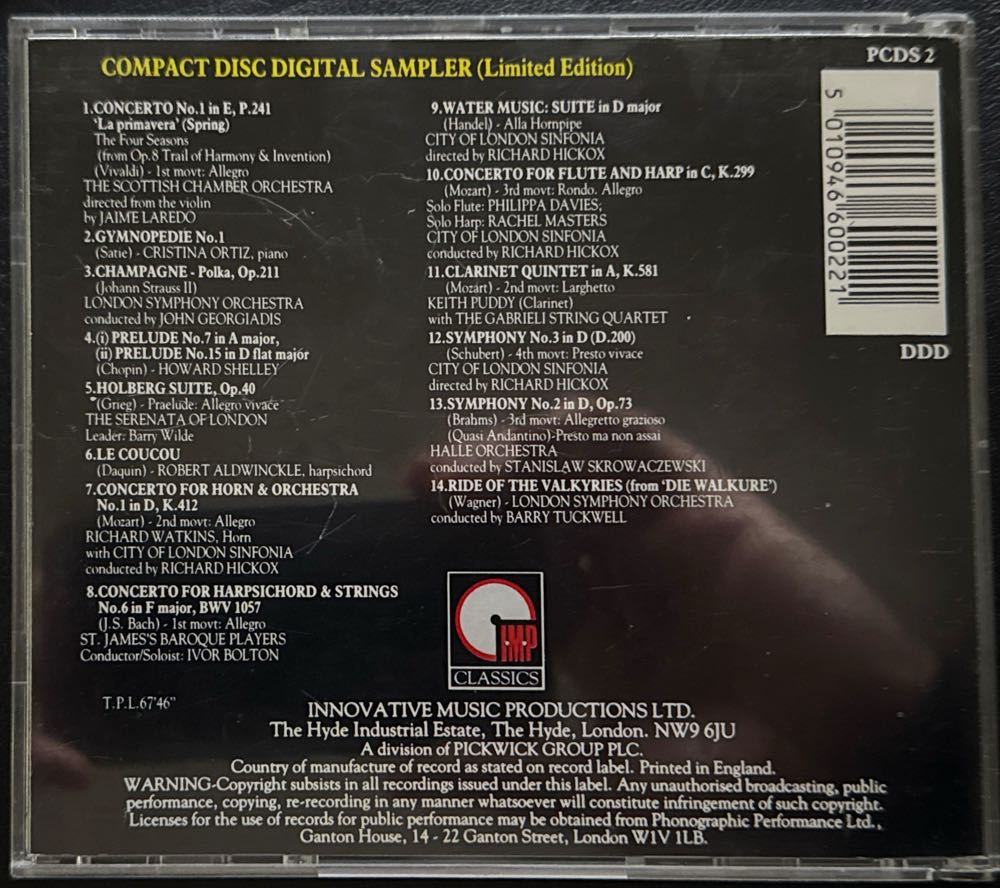 COMPACT DISC DIGITAL SAMPLER (Limited Edition)
PCDS 2
1.CONCERTO No.1 in E, P.241
'La primavera' (Spring)
The Four Seasons
(from Op.8 Trail of Harmony & Invention)
(Vivaldi) - 1st movt: Allegro
THE SCOTTISH CHAMBER ORCHESTRA
directed from the violin
by JAIME LAREDO
2.GYMNOPEDIE No.1
(Satie) - CRISTINA ORTIZ, piano
3.CHAMPAGNE - Polka, Op.211
(Johann Strauss II)
LONDON SYMPHONY ORCHESTRA
conducted by JOHN GEORGIADIS
4.(i) PRELUDE No.7 in A major,
(ii) PRELUDE No.15 in D flat major
(Chopin) - HOWARD SHELLEY
5.HOLBERG SUITE, Op.40
(Grieg) - Praelude: Allegro vivace
THE SERENATA OF LONDON
Leader: Barry Wilde
6.LE COUCOU
(Daquin) - ROBERT ALDWINCKLE, harpsichord
7.CONCERTO FOR HORN & ORCHESTRA
No.1 in D, K.412
(Mozart) - 2nd movt: Allegro
RICHARD WATKINS, Horn
with CITY OF LONDON SINFONIA
conducted by RICHARD HICKOX
8.CONCERTO FOR HARPSICHORD & STRINGS
No.6 in F major, BWV 1057
(J.S. Bach) - 1st movt: Allegro
ST. JAMES'S BAROQUE PLAYERS
Conductor/Soloist: IVOR BOLTON
T.P.L.67'46"
9.WATER MUSIC: SUITE in D major
(Handel) - Alla Hornpipe
CITY OF LONDON SINFONIA
directed by RICHARD HICKOX
10.CONCERTO FOR FLUTE AND HARP in C, K.299
(Mozart) - 3rd movt: Rondo. Allegro
Solo Flute: PHILIPPA DAVIES;
Solo Harp: RACHEL MASTERS
CITY OF LONDON SINFONIA
conducted by RICHARD HICKOX
11.CLARINET QUINTET in A, K.581
(Mozart) - 2nd movt: Larghetto
KEITH PUDDY (Clarinet)
with THE GABRIELI STRING QUARTET
12.SYMPHONY No.3 in D (D.200)
(Schubert) - 4th movt: Presto vivace
CITY OF LONDON SINFONIA
directed by RICHARD HICKOX
13.SYMPHONY No.2 in D, Op.73
(Brahms) - 3rd movt: Allegretto grazioso
(Quasi Andantino)-Presto ma non assai
HALLE ORCHESTRA
conducted by STANISLAW SKROWACZEWSKI
14.RIDE OF THE VALKYRIES (from 'DIE WALKURE')
(Wagner) - LONDON SYMPHONY ORCHESTRA
conducted by BARRY TUCKWELL
5 010946 600221
DDD
IMP
CLASSICS
INNOVATIVE MUSIC PRODUCTIONS LTD.
The Hyde Industrial Estate, The Hyde, London. NW9 6JU
A division of PICKWICK GROUP PLC.
Country of manufacture of record as stated on record label. Printed in England.
WARNING-Copyright subsists in all recordings issued under this label. Any unauthorised broadcasting, public
performance, copying, re-recording in any manner whatsoever will constitute infringement of such copyright.
Licenses for the use of records for public performance may be obtained from Phonographic Performance Ltd.,
Ganton House, 14 - 22 Ganton Street, London W1V 1LB.